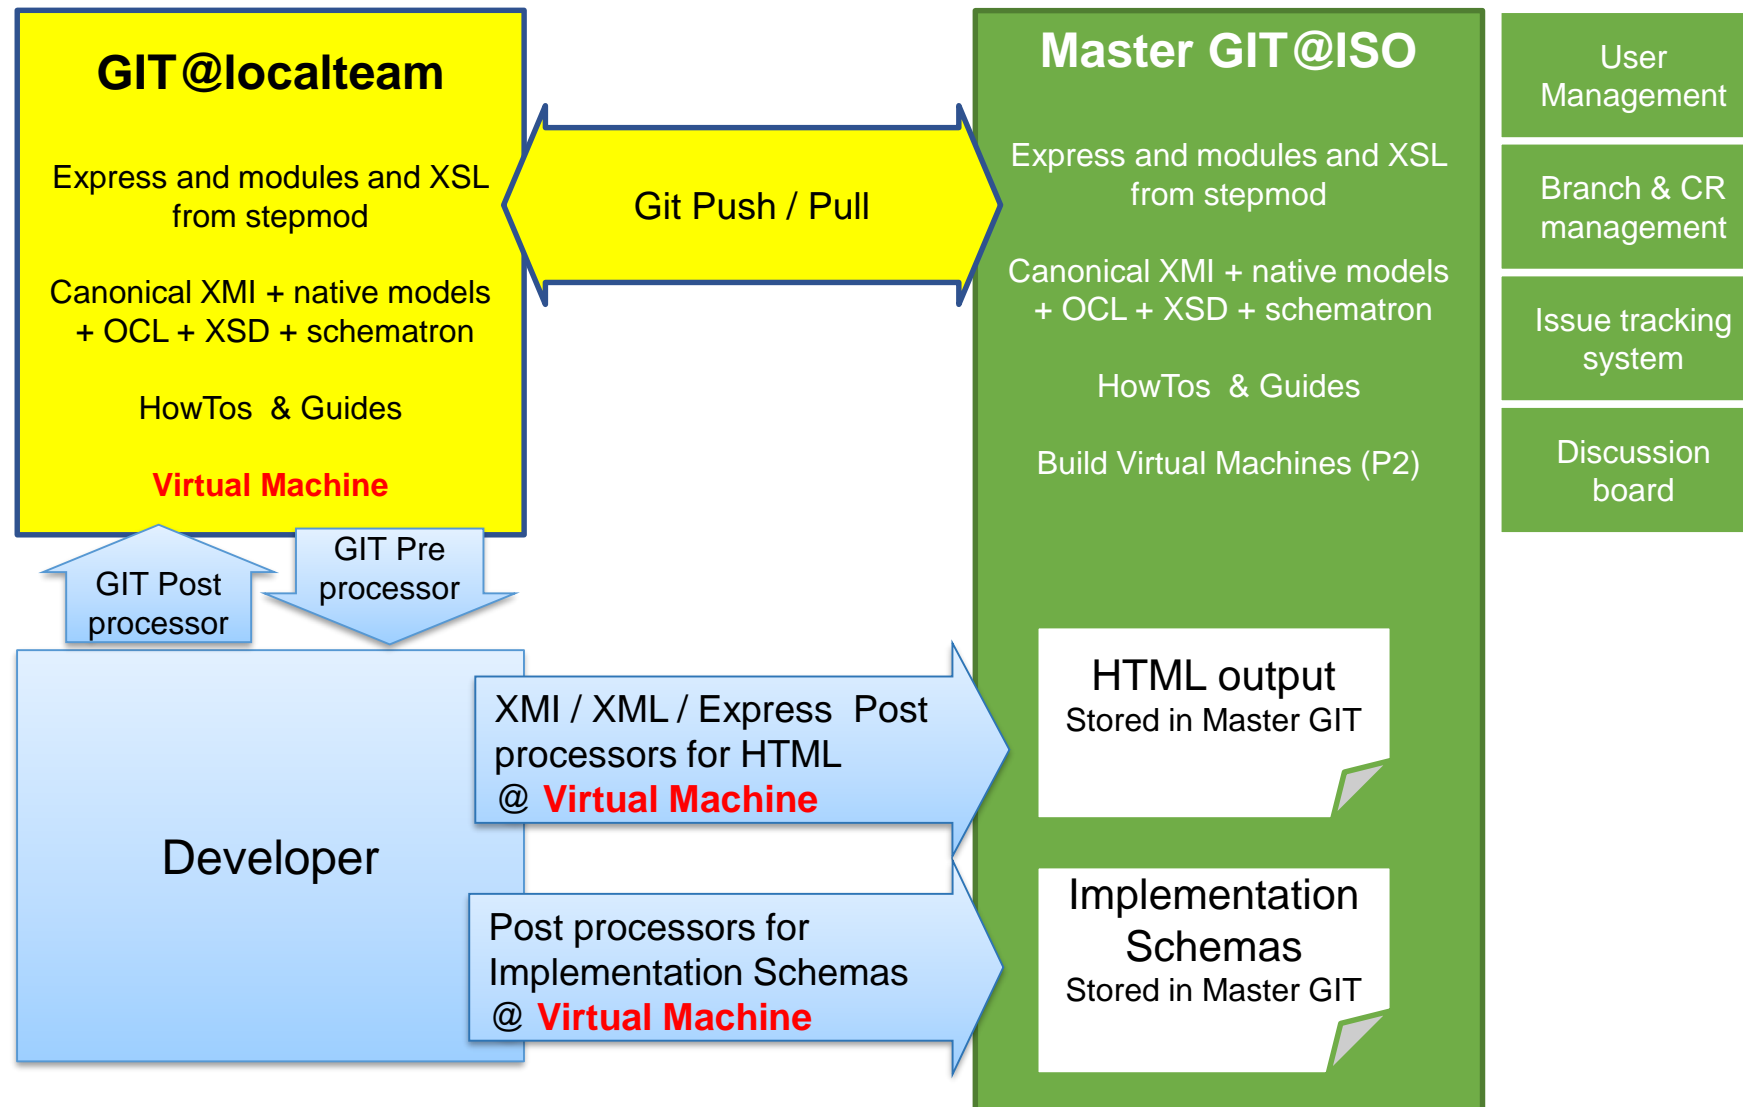 GIT@localteam
Express and modules and XSL
from stepmod
Canonical XMI + native models
+ OCL + XSD + schematron
HowTos & Guides
Virtual Machine
Git Push / Pull
Master GIT@ISO
Express and modules and XSL
from stepmod
Canonical XMI + native models
+ OCL + XSD + schematron
HowTos & Guides
Build Virtual Machines (P2)
User
Management
Branch & CR
management
Issue tracking
system
Discussion
board
GIT Post
processor
GIT Pre
processor
Developer
XMI / XML / Express Post
processors for HTML
@ Virtual Machine
Post processors for
Implementation Schemas
@ Virtual Machine
HTML output
Stored in Master GIT
Implementation
Schemas
Stored in Master GIT